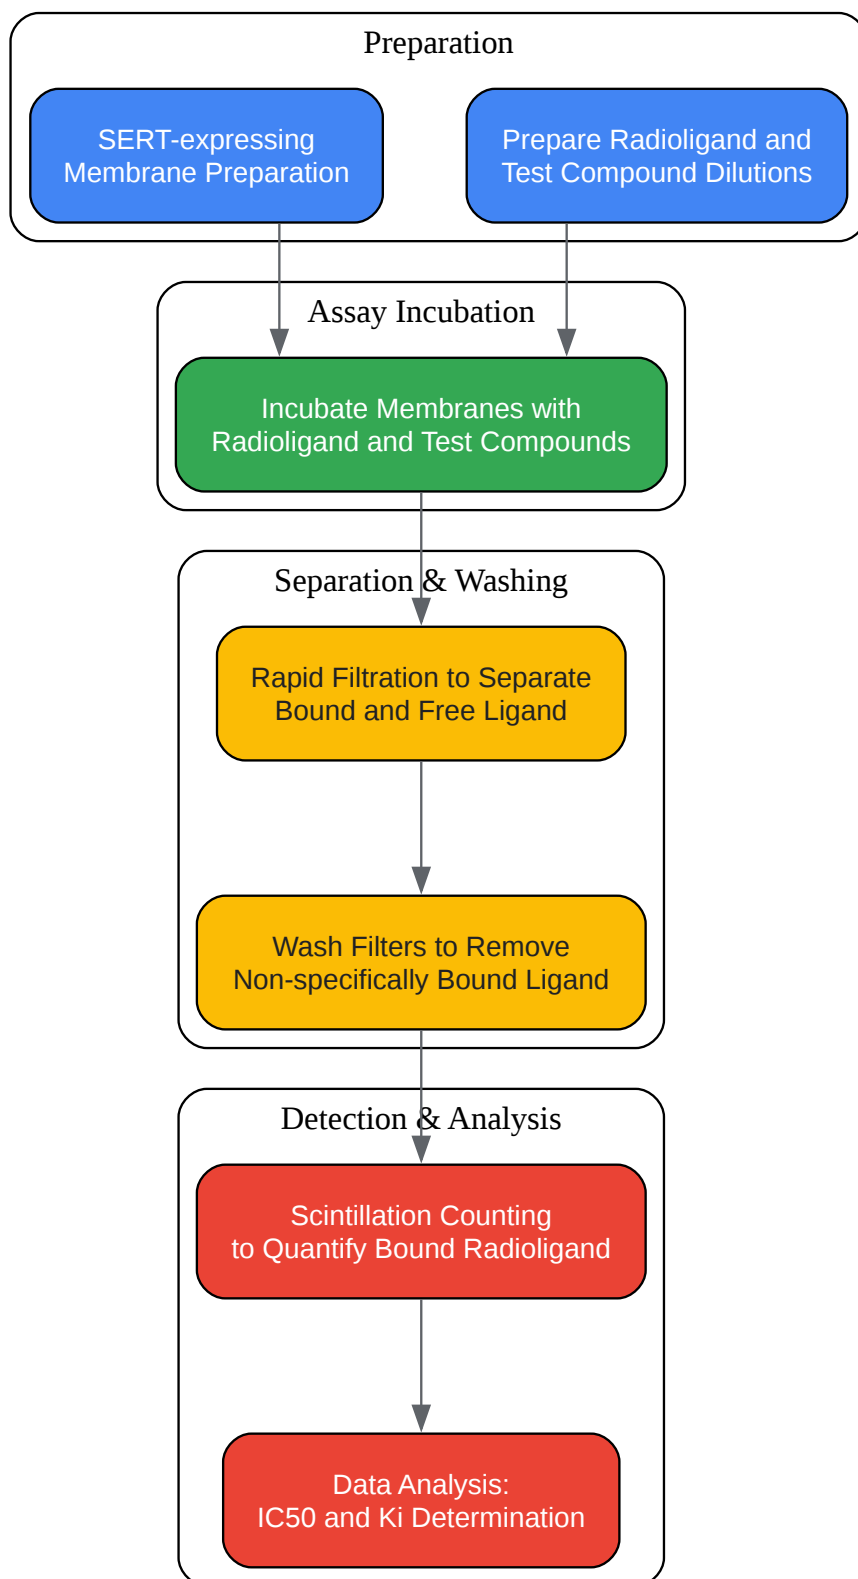 Preparation
SERT-expressing
Membrane Preparation
Prepare Radioligand and
Test Compound Dilutions
Assay Incubation
Incubate Membranes with
Radioligand and Test Compounds
Separation & Washing
Rapid Filtration to Separate
Bound and Free Ligand
Wash Filters to Remove
Non-specifically Bound Ligand
Detection & Analysis
Scintillation Counting
to Quantify Bound Radioligand
Data Analysis:
IC50 and Ki Determination